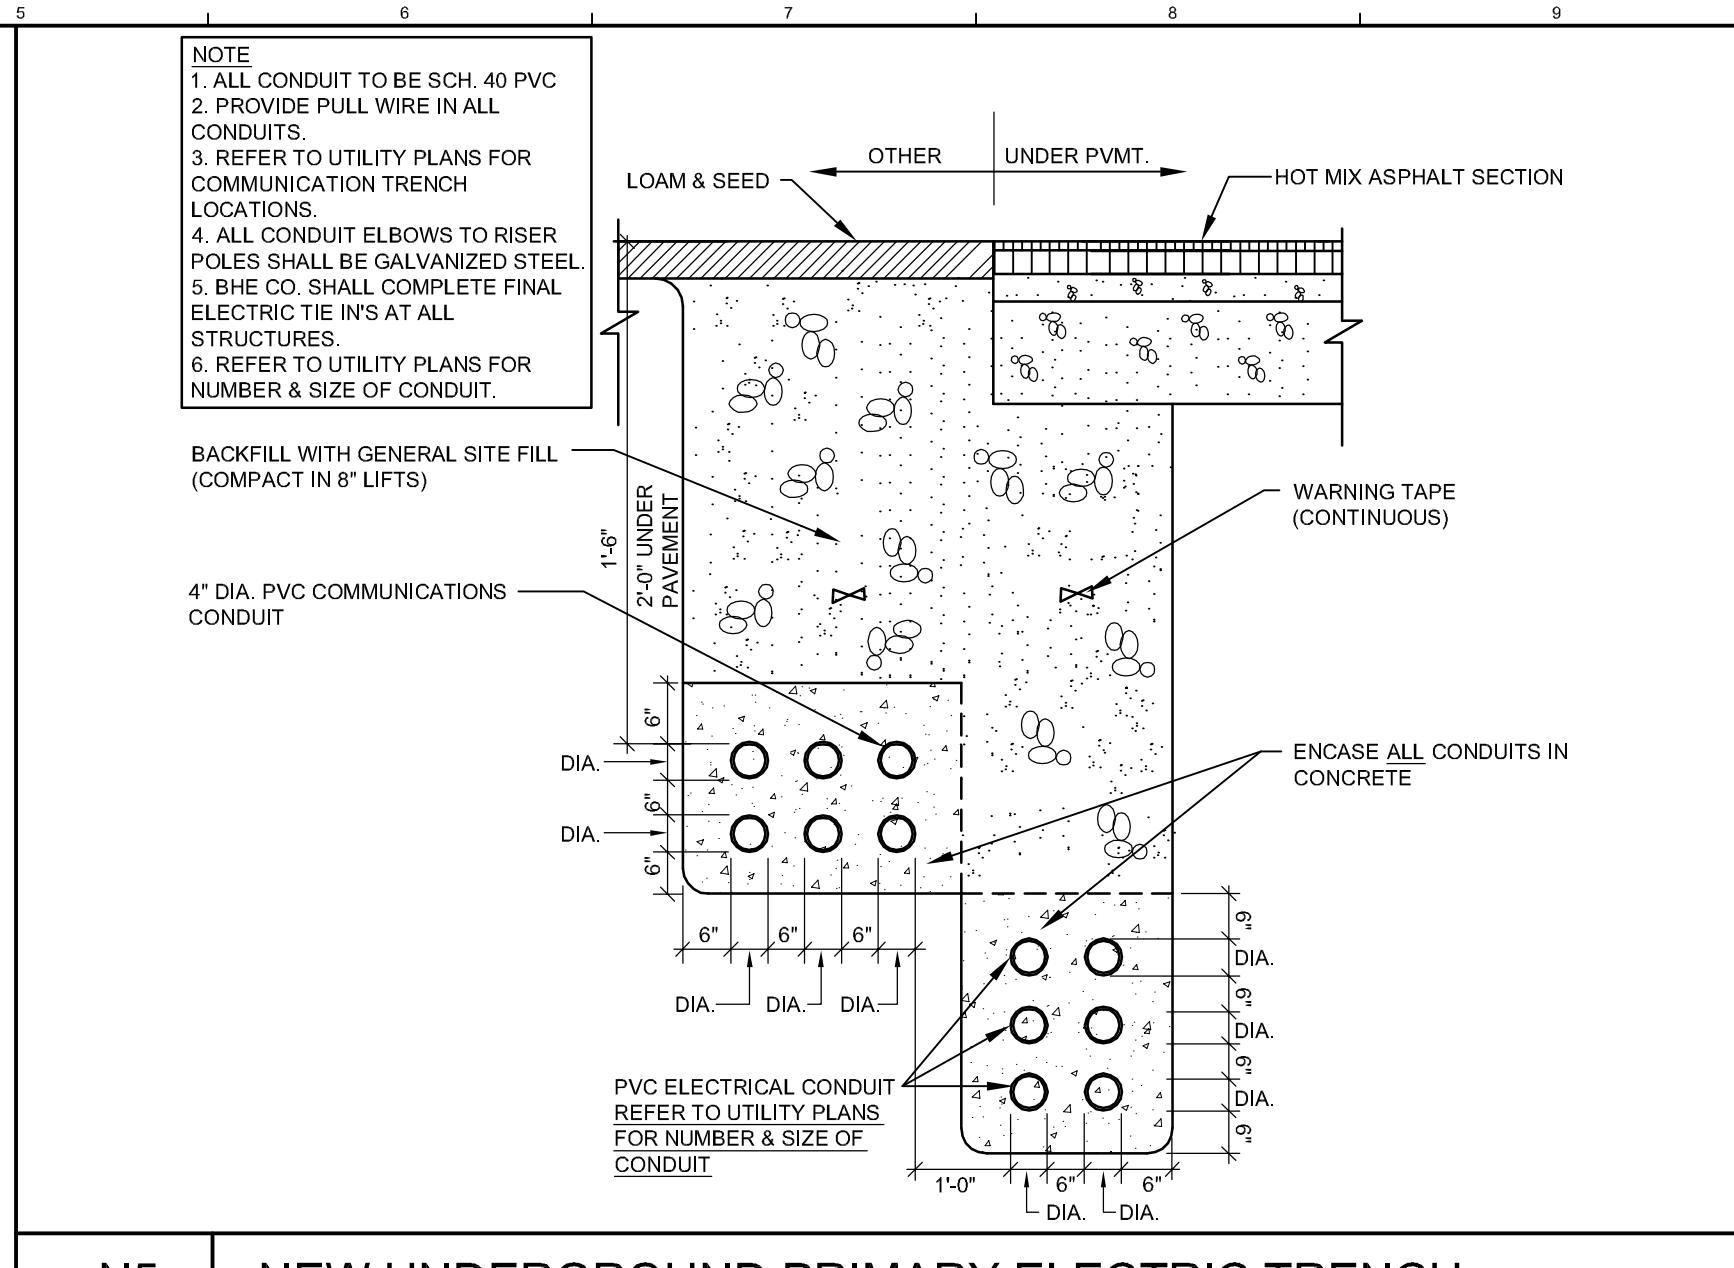 5 6 7 8 9
NOTE
1. ALL CONDUIT TO BE SCH. 40 PVC
2. PROVIDE PULL WIRE IN ALL
CONDUITS.
3. REFER TO UTILITY PLANS FOR
COMMUNICATION TRENCH
LOCATIONS.
4. ALL CONDUIT ELBOWS TO RISER
POLES SHALL BE GALVANIZED STEEL.
5. BHE CO. SHALL COMPLETE FINAL
ELECTRIC TIE IN'S AT ALL
STRUCTURES.
6. REFER TO UTILITY PLANS FOR
NUMBER & SIZE OF CONDUIT.
OTHER
UNDER PVMT.
LOAM & SEED
HOT MIX ASPHALT SECTION
BACKFILL WITH GENERAL SITE FILL
(COMPACT IN 8" LIFTS)
WARNING TAPE
(CONTINUOUS)
1'-6"
2'-0" UNDER
PAVEMENT
4" DIA. PVC COMMUNICATIONS
CONDUIT
6"
DIA.
6"
DIA.
6"
ENCASE ALL CONDUITS IN
CONCRETE
6" 6" 6"
DIA. DIA. DIA.
6"
DIA.
6"
DIA.
6"
DIA.
6"
PVC ELECTRICAL CONDUIT
REFER TO UTILITY PLANS
FOR NUMBER & SIZE OF
CONDUIT
1'-0" 6" 6"
DIA. DIA.
N5
NEW UNDERGROUND PRIMARY ELECTRIC TRENCH